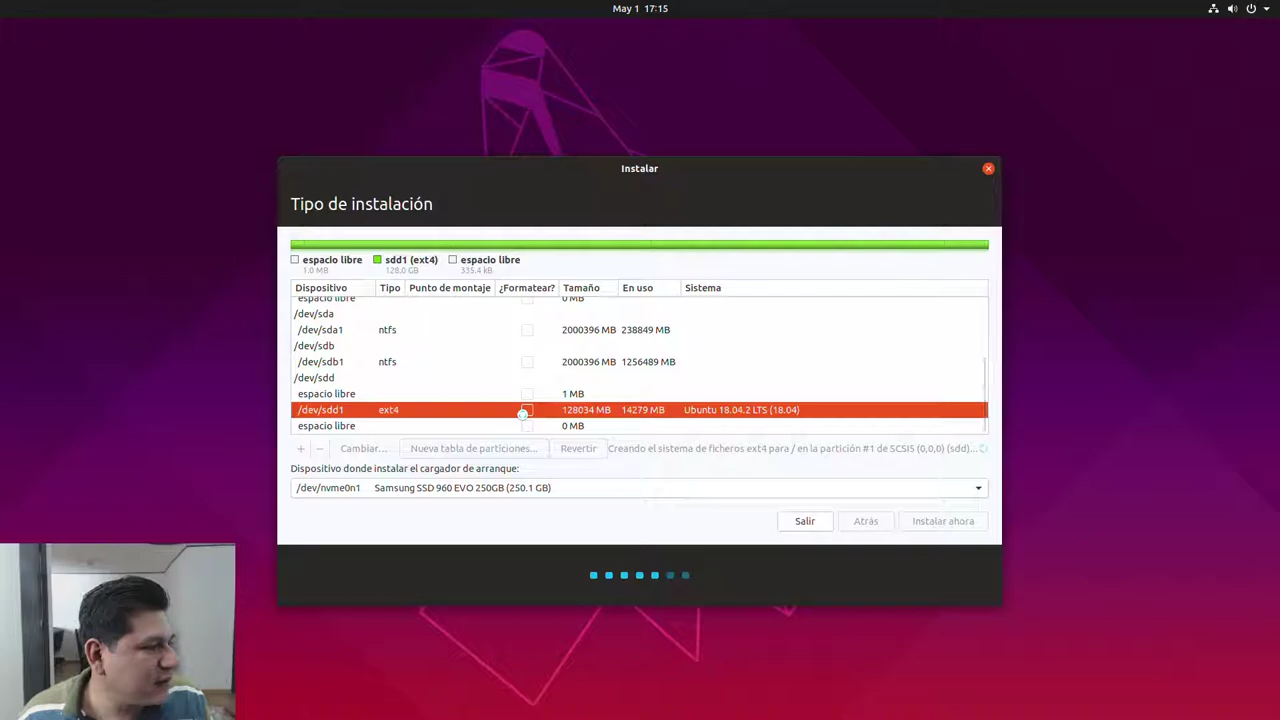 May 1 17:15
Instalar
Tipo de instalación
espacio libre sdd1 (ext4) espacio libre
1.0 MB 128.0 GB 335.4 kB
Dispositivo Tipo Punto de montaje ¿Formatear? Tamaño En uso Sistema
espacio libre 0 MB
/dev/sda
/dev/sda1 ntfs 2000396 MB 238849 MB
/dev/sdb
/dev/sdb1 ntfs 2000396 MB 1256489 MB
/dev/sdd
espacio libre 1 MB
/dev/sdd1 ext4 128034 MB 14279 MB Ubuntu 18.04.2 LTS (18.04)
espacio libre 0 MB
+ − Cambiar... Nueva tabla de particiones... Revertir Creando el sistema de ficheros ext4 para / en la partición #1 de SCSI5 (0,0,0) (sdd)...
Dispositivo donde instalar el cargador de arranque:
/dev/nvme0n1 Samsung SSD 960 EVO 250GB (250.1 GB)
Salir Atrás Instalar ahora